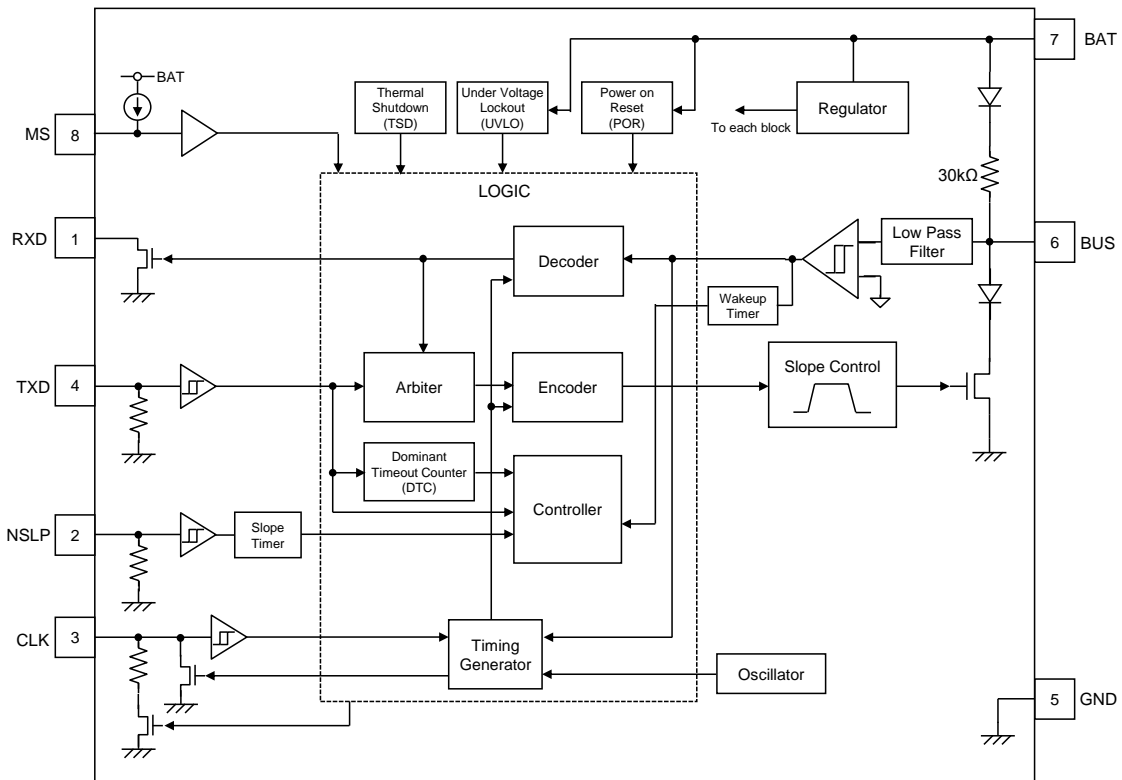 7
BAT
BAT
Thermal
Shutdown
(TSD)
Under Voltage
Lockout
(UVLO)
Power on
Reset
(POR)
Regulator
To each block
MS
8
30kΩ
LOGIC
RXD
1
Decoder
Low Pass
Filter
6
BUS
Wakeup
Timer
TXD
4
Arbiter
Encoder
Slope Control
Dominant
Timeout Counter
(DTC)
Controller
NSLP
2
Slope
Timer
CLK
3
Timing
Generator
Oscillator
5
GND